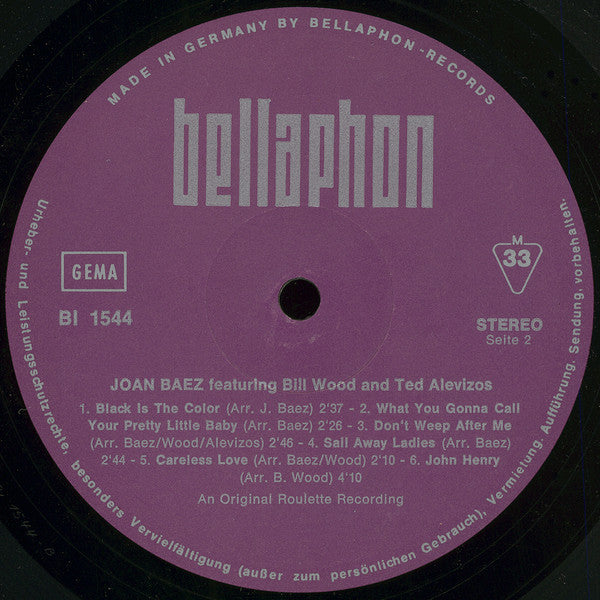 MADE IN GERMANY BY BELLAPHON-RECORDS
bellaphon
GEMA
BI 1544
M
33
STEREO
Seite 2
JOAN BAEZ featuring Bill Wood and Ted Alevizos
1. Black Is The Color (Arr. J. Baez) 2'37 - 2. What You Gonna Call
Your Pretty Little Baby (Arr. Baez) 2'26 - 3. Don't Weep After Me
(Arr. Baez/Wood/Alevizos) 2'46 - 4. Sail Away Ladies (Arr. Baez)
2'44 - 5. Careless Love (Arr. Baez/Wood) 2'10 - 6. John Henry
(Arr. B. Wood) 4'10
An Original Roulette Recording
Urheber- und Leistungsschutzrechte, besonders Vervielfältigung (außer zum persönlichen Gebrauch), Vermietung, Aufführung, Sendung, vorbehalten.
1544 B